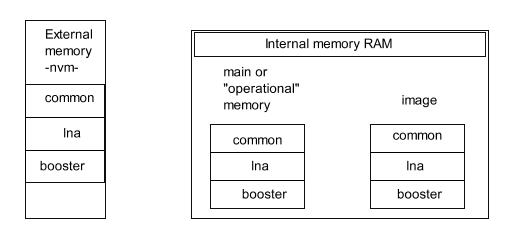 External
memory
-nvm-
common
lna
booster
Internal memory RAM
main or
"operational"
memory
common
lna
booster
image
common
lna
booster